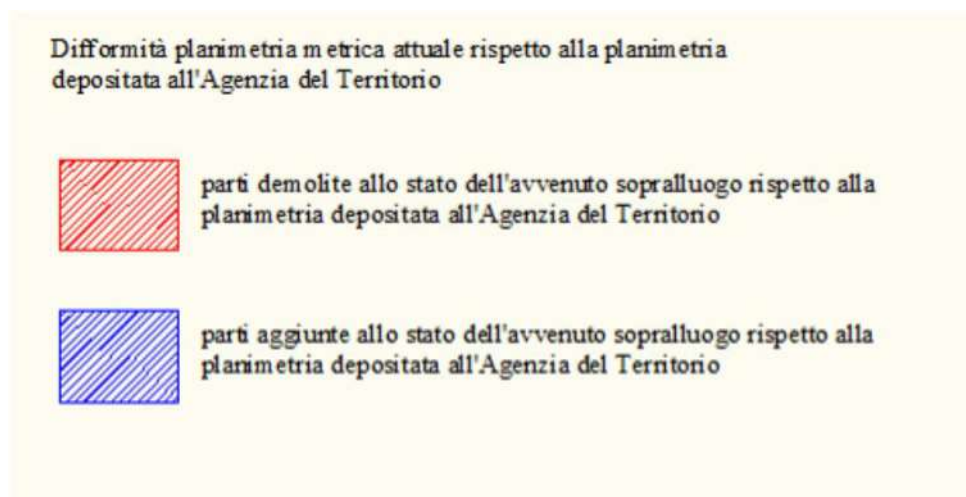 Difformità planimetria metrica attuale rispetto alla planimetria
depositata all'Agenzia del Territorio
parti demolite allo stato dell'avvenuto sopralluogo rispetto alla
planimetria depositata all'Agenzia del Territorio
parti aggiunte allo stato dell'avvenuto sopralluogo rispetto alla
planimetria depositata all'Agenzia del Territorio